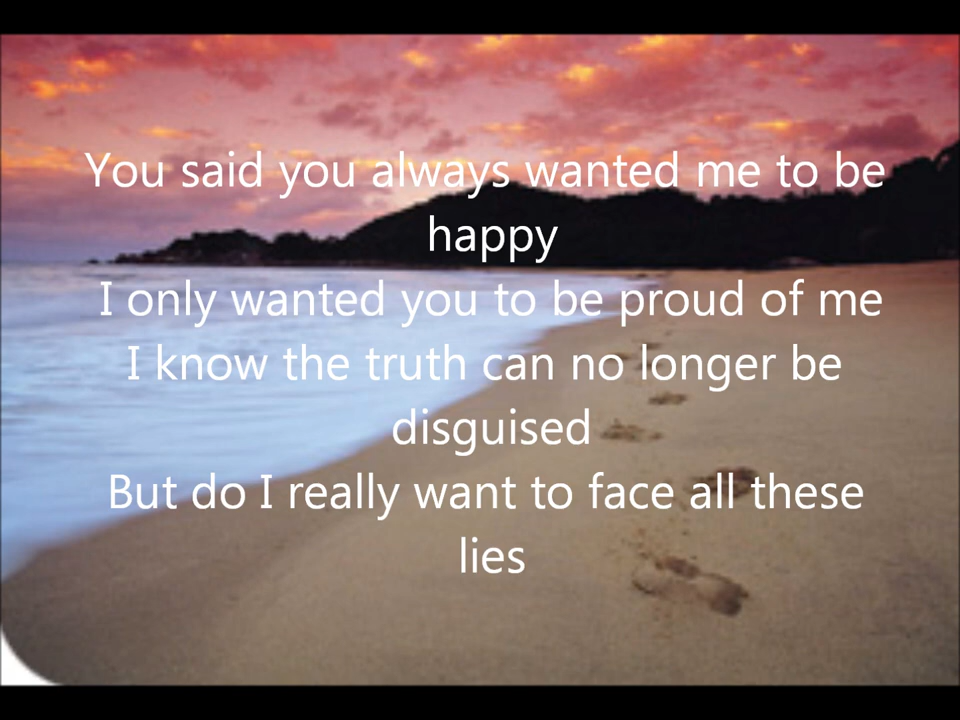 You said you always wanted me to be
happy
I only wanted you to be proud of me
I know the truth can no longer be
disguised
But do I really want to face all these
lies